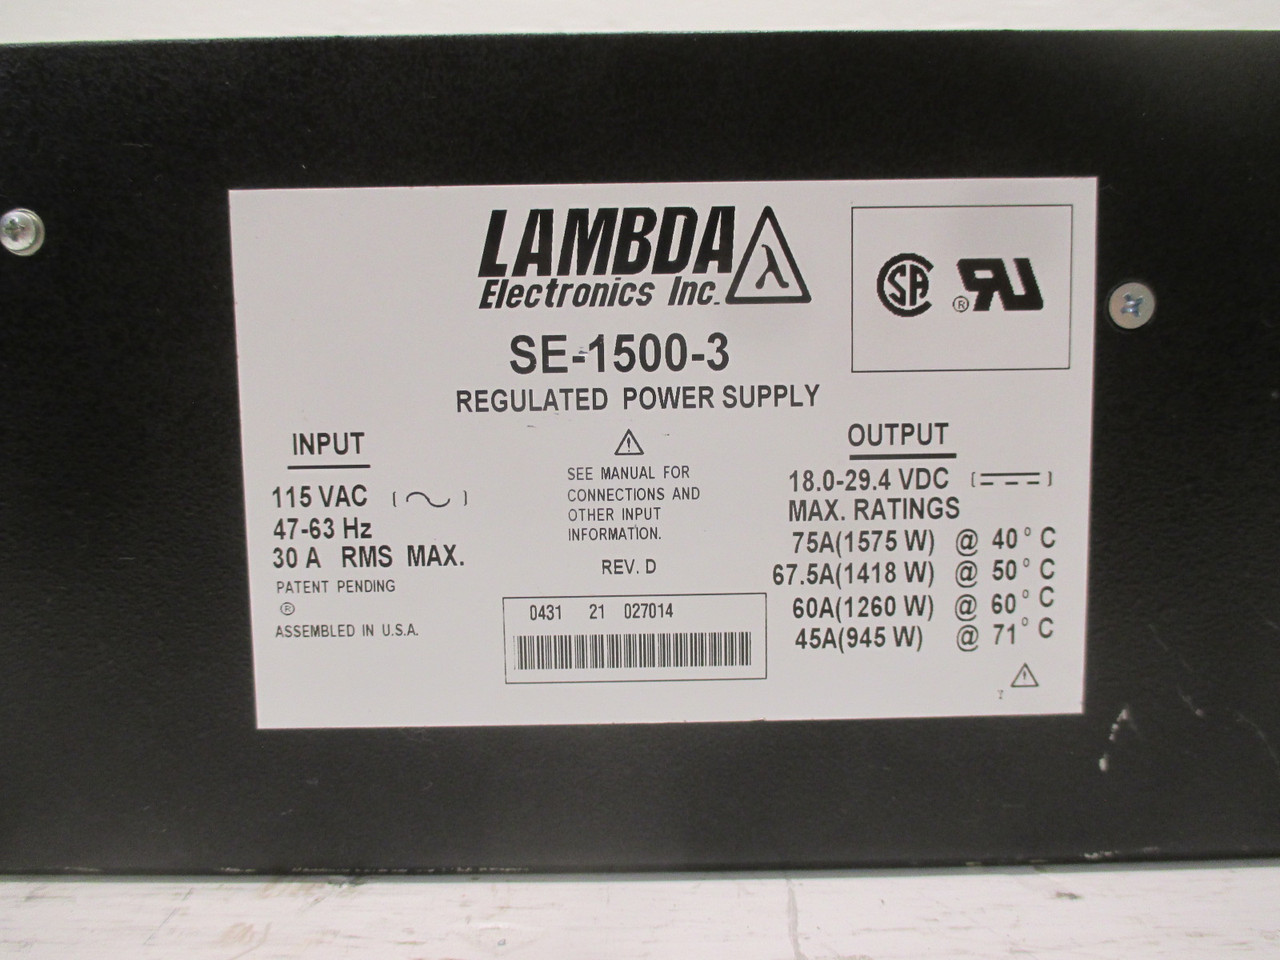 LAMBDA
Electronics Inc.
SE-1500-3
REGULATED POWER SUPPLY
INPUT
115 VAC
47-63 Hz
30 A RMS MAX.
PATENT PENDING
®
ASSEMBLED IN U.S.A.
SEE MANUAL FOR
CONNECTIONS AND
OTHER INPUT
INFORMATION.
REV. D
0431 21 027014
SA ® RU
OUTPUT
18.0-29.4 VDC
MAX. RATINGS
75A(1575 W) @ 40° C
67.5A(1418 W) @ 50° C
60A(1260 W) @ 60° C
45A(945 W) @ 71° C